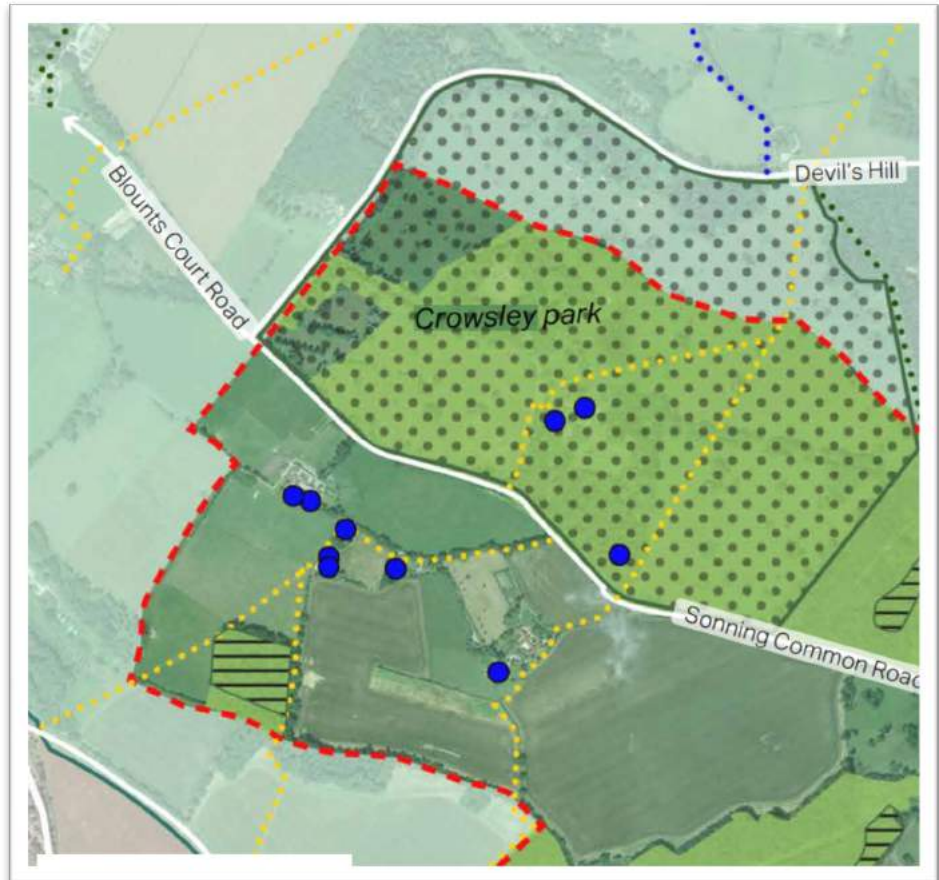 Devil's Hill
Blounts Court Road
Crowsley park
Sonning Common Road